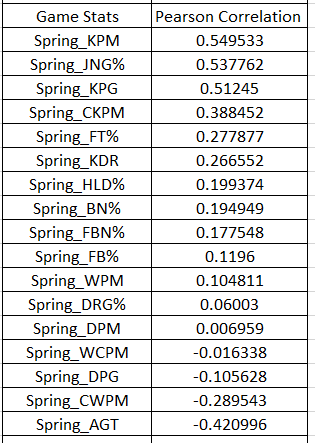 Game Stats Pearson Correlation
Spring_KPM 0.549533
Spring_JNG% 0.537762
Spring_KPG 0.51245
Spring_CKPM 0.388452
Spring_FT% 0.277877
Spring_KDR 0.266552
Spring_HLD% 0.199374
Spring_BN% 0.194949
Spring_FBN% 0.177548
Spring_FB% 0.1196
Spring_WPM 0.104811
Spring_DRG% 0.06003
Spring_DPM 0.006959
Spring_WCPM -0.016338
Spring_DPG -0.105628
Spring_CWPM -0.289543
Spring_AGT -0.420996